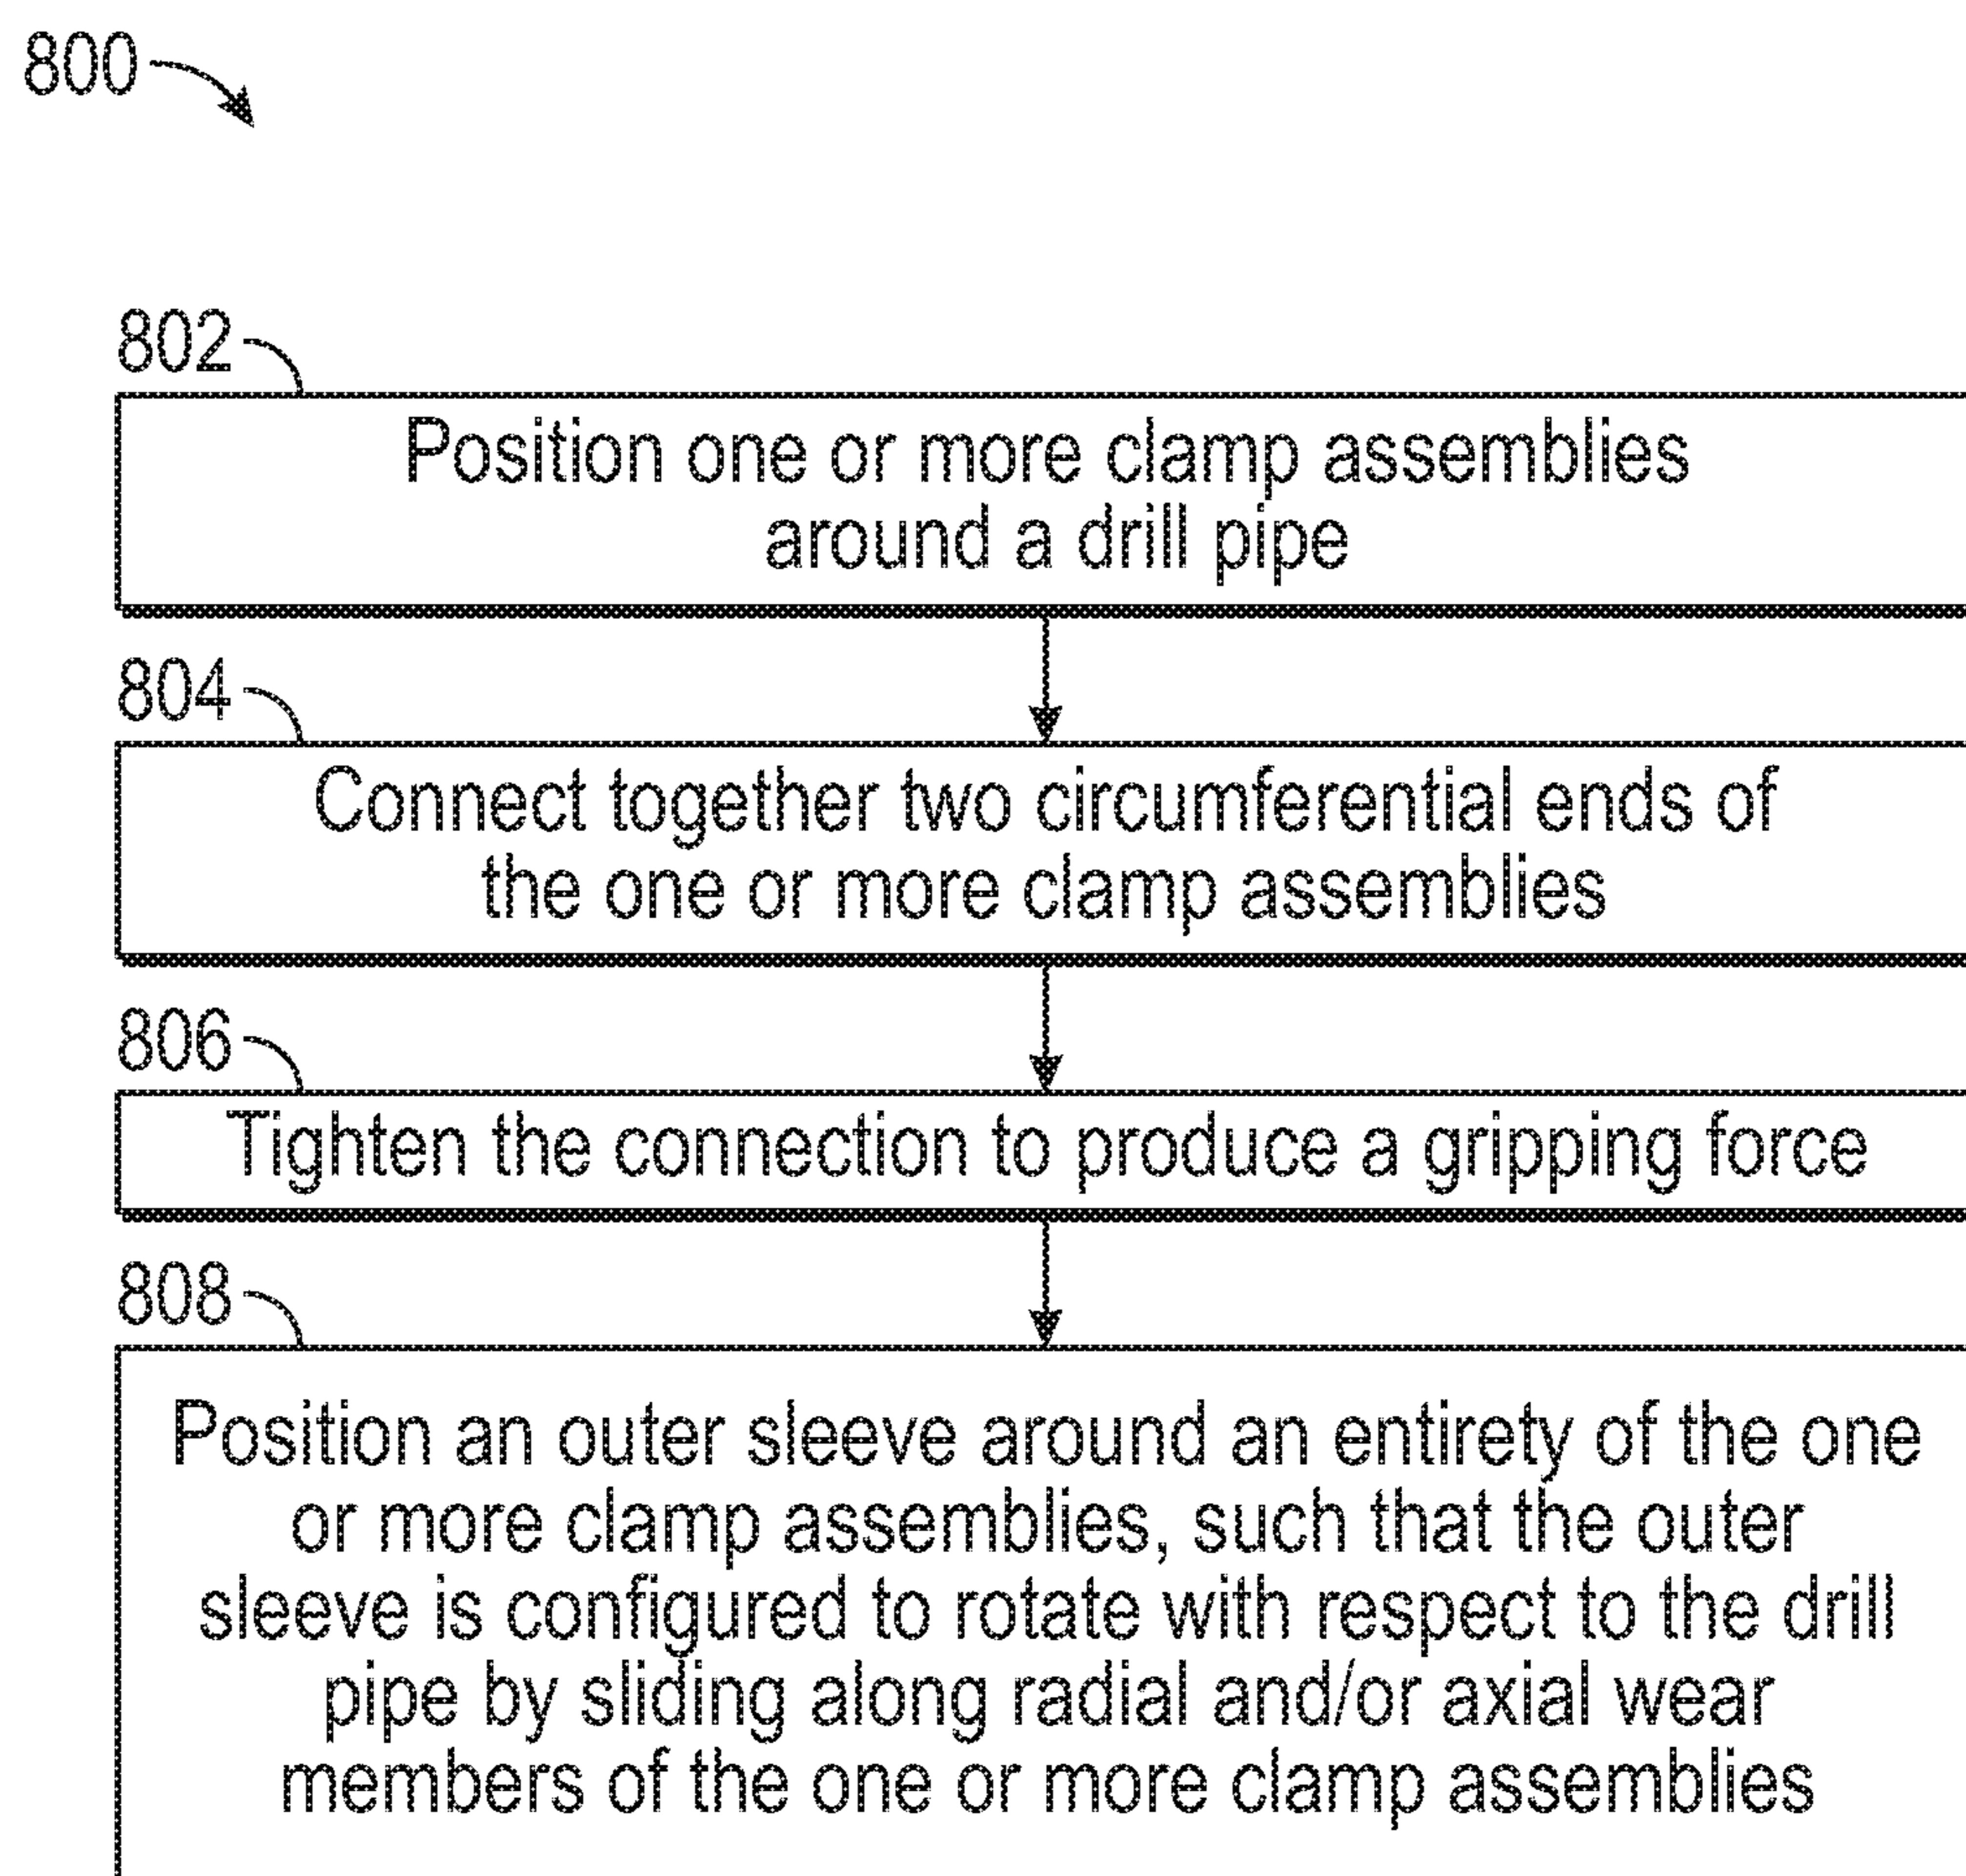 800
802
Position one or more clamp assemblies
around a drill pipe
804
Connect together two circumferential ends of
the one or more clamp assemblies
806
Tighten the connection to produce a gripping force
808
Position an outer sleeve around an entirety of the one
or more clamp assemblies, such that the outer
sleeve is configured to rotate with respect to the drill
pipe by sliding along radial and/or axial wear
members of the one or more clamp assemblies